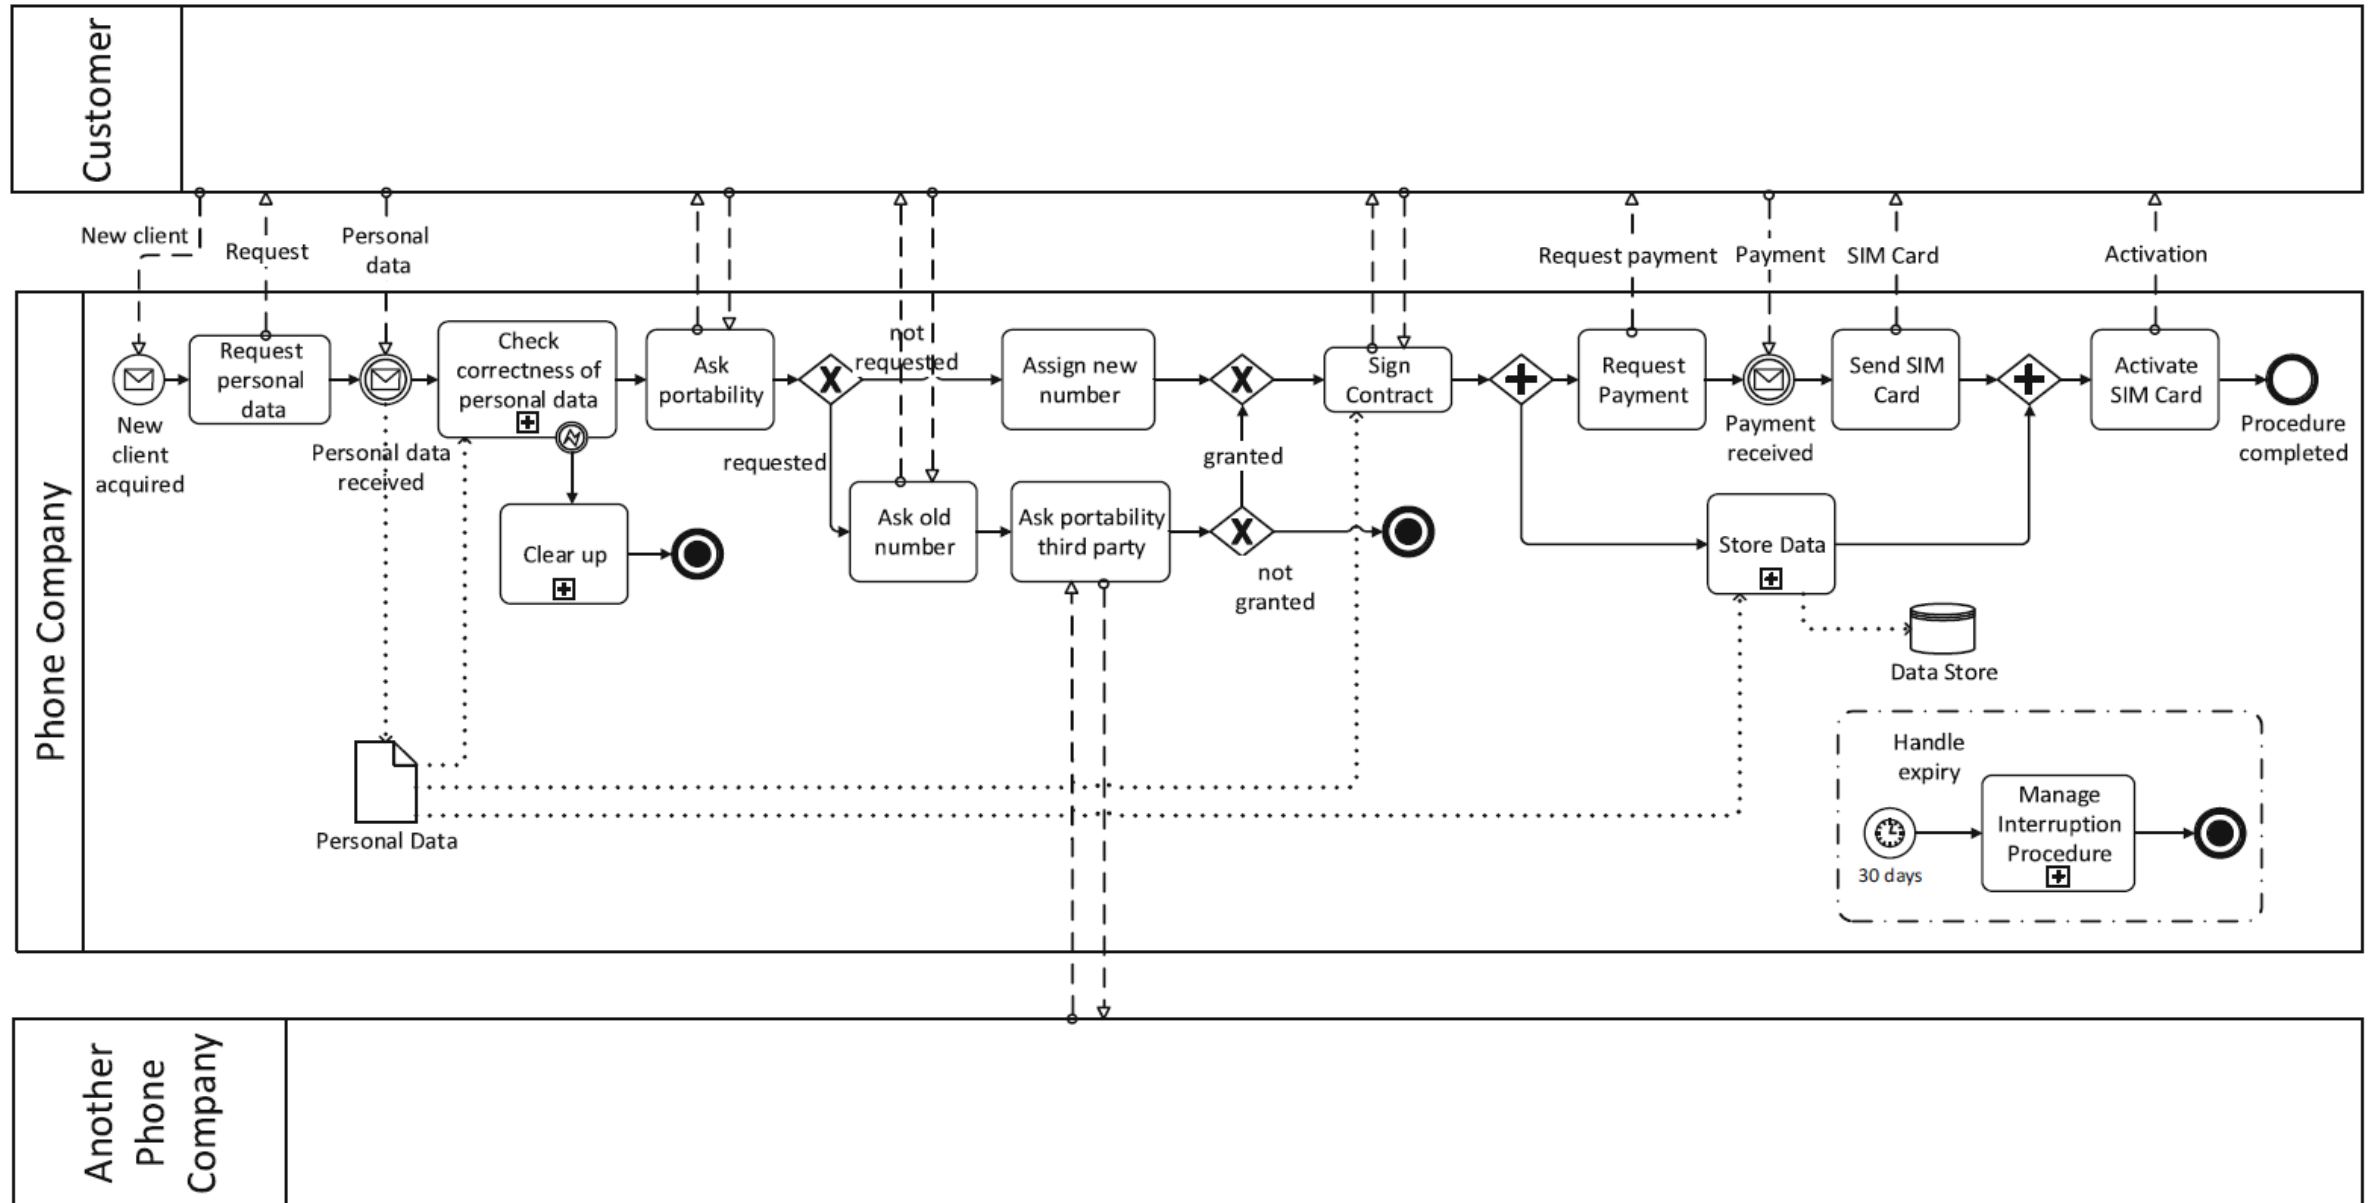 Customer
New client
Request
Personal
data
Request payment
Payment
SIM Card
Activation
Phone Company
New
client
acquired
Request
personal
data
Personal data
received
Check
correctness of
personal data
Clear up
Ask
portability
not
requested
requested
Assign new
number
Ask old
number
Ask portability
third party
granted
not
granted
Sign
Contract
Request
Payment
Payment
received
Send SIM
Card
Activate
SIM Card
Procedure
completed
Store Data
Data Store
Personal Data
Handle
expiry
30 days
Manage
Interruption
Procedure
Another
Phone
Company